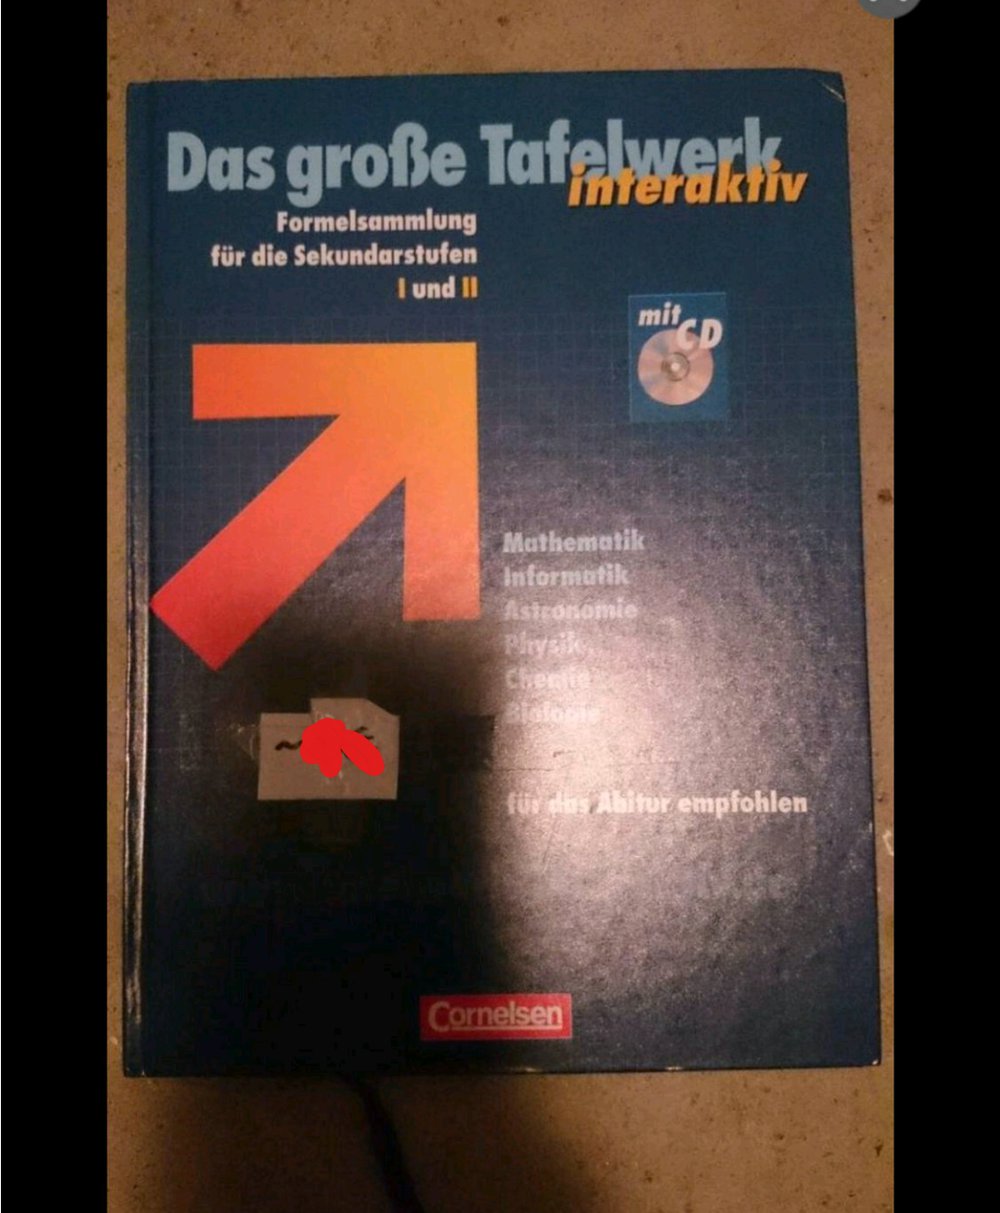 Das große Tafelwerk
interaktiv
Formelsammlung
für die Sekundarstufen
I und II
mit
CD
Mathematik
Informatik
Astronomie
Physik
Chemie
Biologie
für das Abitur empfohlen
Cornelsen